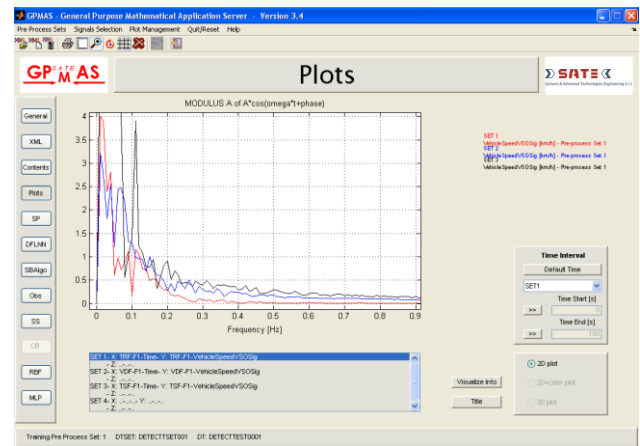 GPMAS - General Purpose Mathematical Application Server - Version 3.4
Pre Process Sets Signals Selection Plot Management Quit/Reset Help
GP SATE MAS
Plots
SATE
Systems & Advanced Technologies Engineering S.r.l.
General
XML
Contents
Plots
SP
DFLNN
SBAlgo
Obs
SS
CB
RBF
MLP
MODULUS A of A*cos(omega*t+phase)
4
3.5
3
2.5
2
1.5
1
0.5
0
0 0.1 0.2 0.3 0.4 0.5 0.6 0.7 0.8 0.9
Frequency [Hz]
SET 1
VehicleSpeedVSOSig [km/h] - Pre-process Set 1
SET 2
VehicleSpeedVSOSig [km/h] - Pre-process Set 1
SET 3
VehicleSpeedVSOSig [km/h] - Pre-process Set 1
Time Interval
Default Time
SET1
Time Start [s]
>> 0
Time End [s]
>> 100
SET 1- X: TRF-F1-Time- Y: TRF-F1-VehicleSpeedVSOSig
- Z: ..-..-..
SET 2- X: VDF-F1-Time- Y: VDF-F1-VehicleSpeedVSOSig
- Z: ..-..-..
SET 3- X: TSF-F1-Time- Y: TSF-F1-VehicleSpeedVSOSig
- Z: ..-..-..
SET 4- X: ..-..-.. Y: ..-..-..
- Z: ..-..-..
Visualize Info
Title
2D plot
2D+color plot
3D plot
Training Pre Process Set: 1 DTSET: DETECTTSET001 DT: DETECTTEST0001